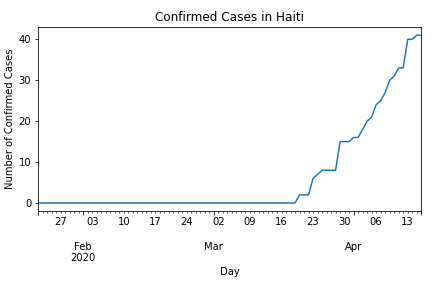 Confirmed Cases in Haiti
Number of Confirmed Cases
40
30
20
10
0
27 03 10 17 24 02 09 16 23 30 06 13
Feb Mar Apr
2020
Day